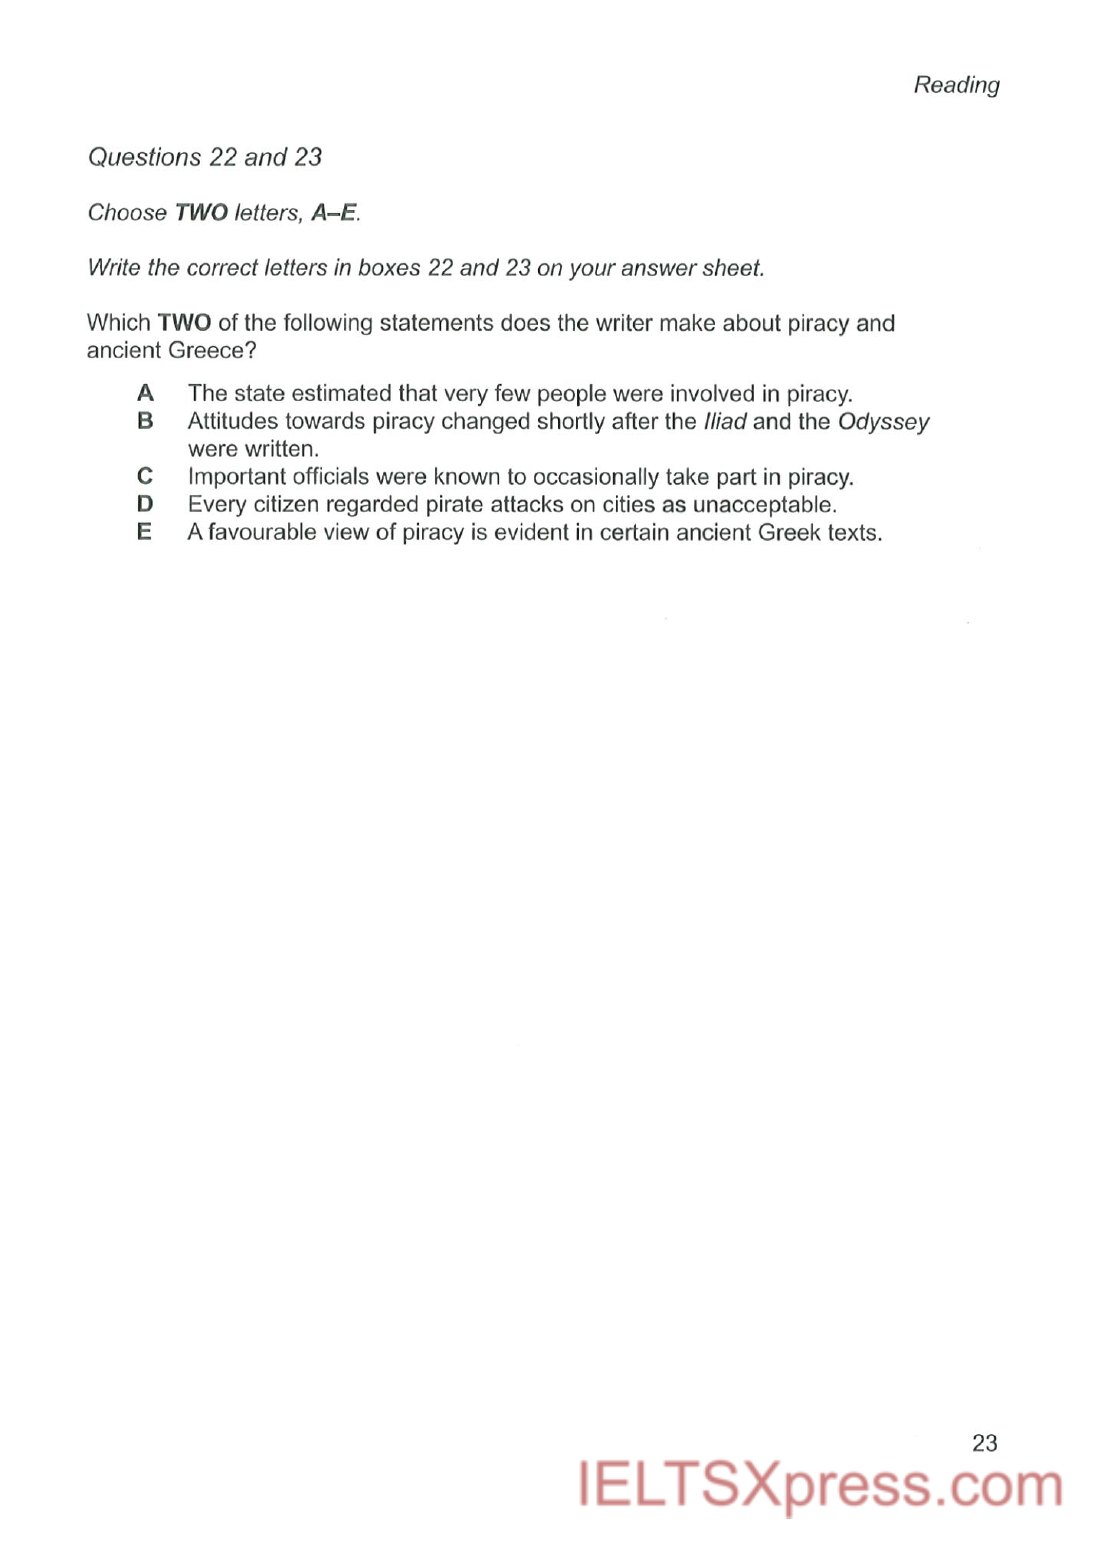 Reading
Questions 22 and 23
Choose TWO letters, A–E.
Write the correct letters in boxes 22 and 23 on your answer sheet.
Which TWO of the following statements does the writer make about piracy and
ancient Greece?
A The state estimated that very few people were involved in piracy.
B Attitudes towards piracy changed shortly after the Iliad and the Odyssey
were written.
C Important officials were known to occasionally take part in piracy.
D Every citizen regarded pirate attacks on cities as unacceptable.
E A favourable view of piracy is evident in certain ancient Greek texts.
23
IELTSXpress.com